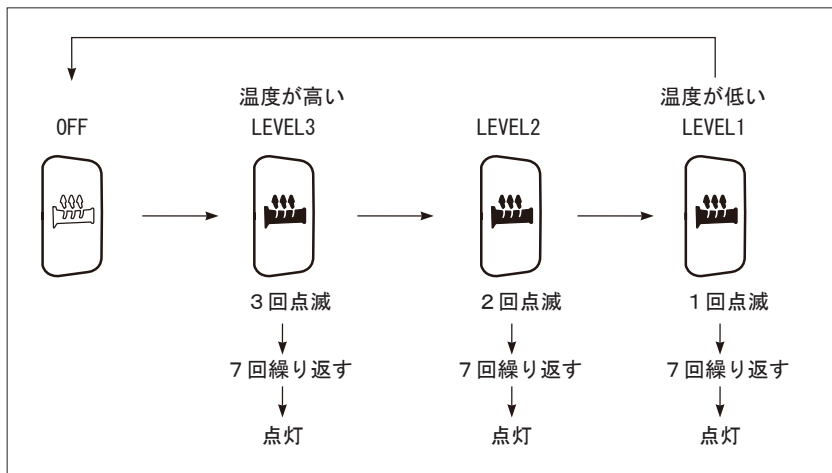 温度が高い
温度が低い
OFF
LEVEL3
LEVEL2
LEVEL1
3回点滅
2回点滅
1回点滅
7回繰り返す
7回繰り返す
7回繰り返す
点灯
点灯
点灯